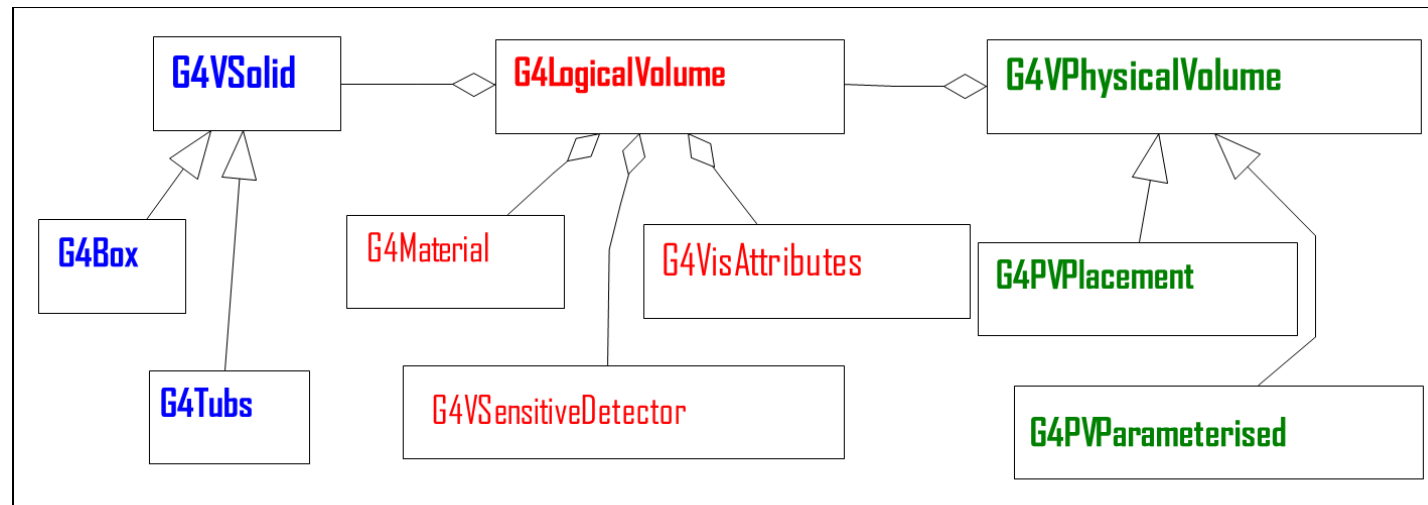 G4VSolid
G4LogicalVolume
G4VPhysicalVolume
G4Box
G4Material
G4VisAttributes
G4PVPlacement
G4Tubs
G4VSensitiveDetector
G4PVParameterised